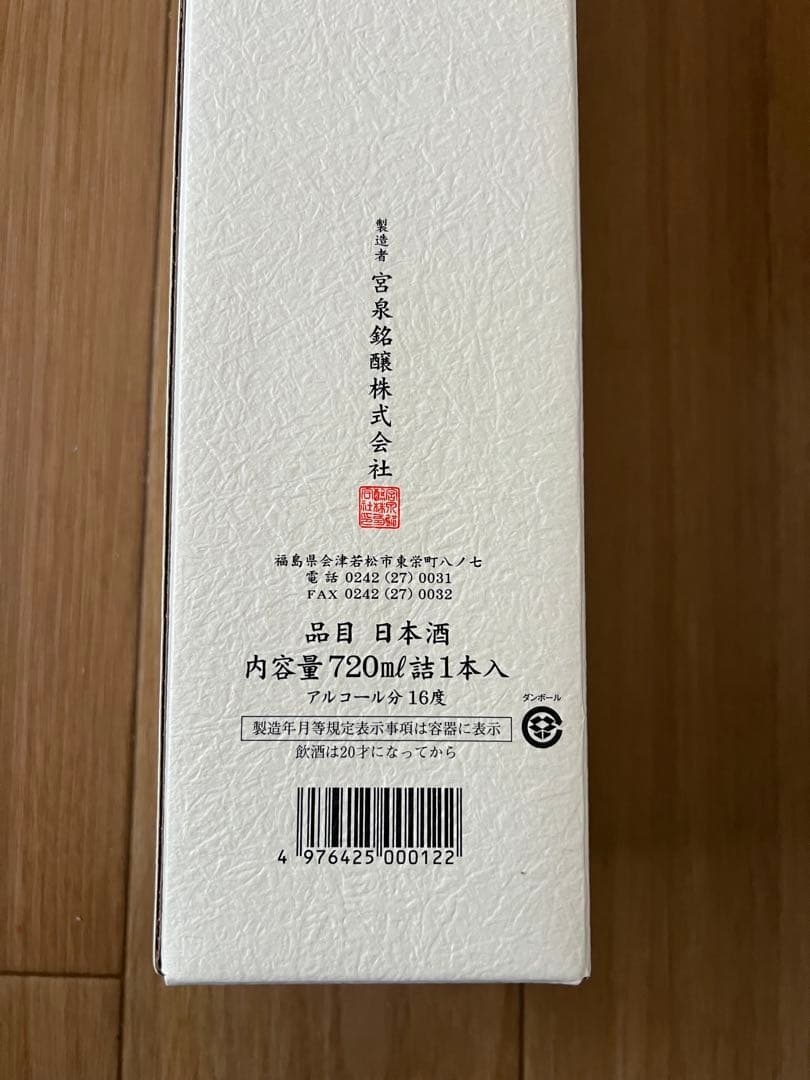 製造者 宮泉銘醸株式会社
福島県会津若松市東栄町八ノ七
電話 0242(27)0031
FAX 0242(27)0032
品目 日本酒
内容量720㎖詰1本入
アルコール分 16度
ダンボール
製造年月等規定表示事項は容器に表示
飲酒は20才になってから
4 976425 000122